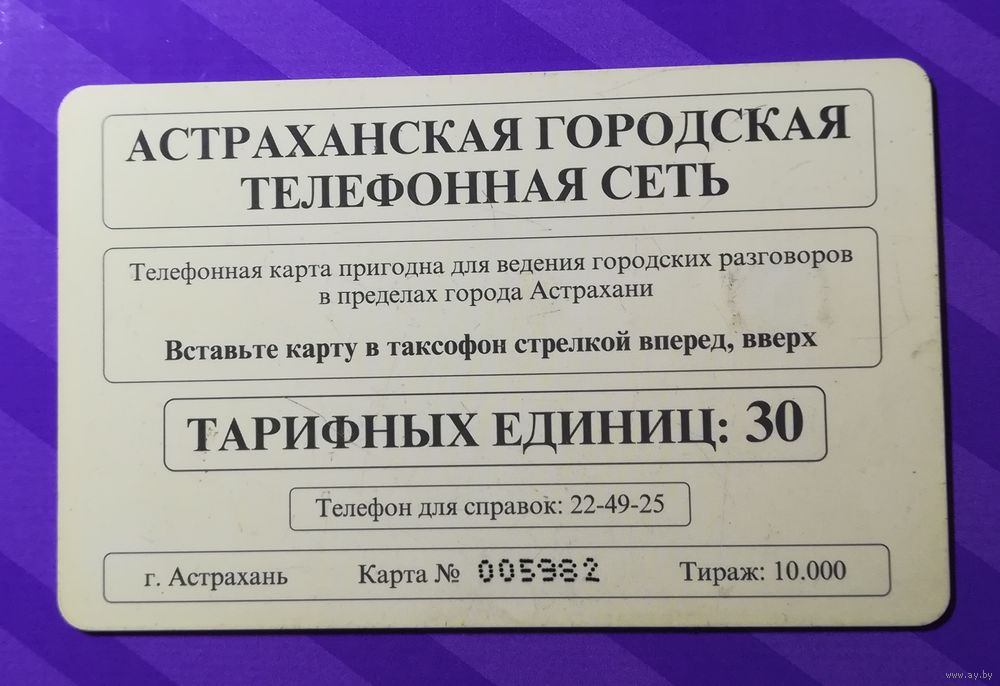 АСТРАХАНСКАЯ ГОРОДСКАЯ
ТЕЛЕФОННАЯ СЕТЬ
Телефонная карта пригодна для ведения городских разговоров
в пределах города Астрахани
Вставьте карту в таксофон стрелкой вперед, вверх
ТАРИФНЫХ ЕДИНИЦ: 30
Телефон для справок: 22-49-25
г. Астрахань Карта № 005982 Тираж: 10.000
www.ay.by